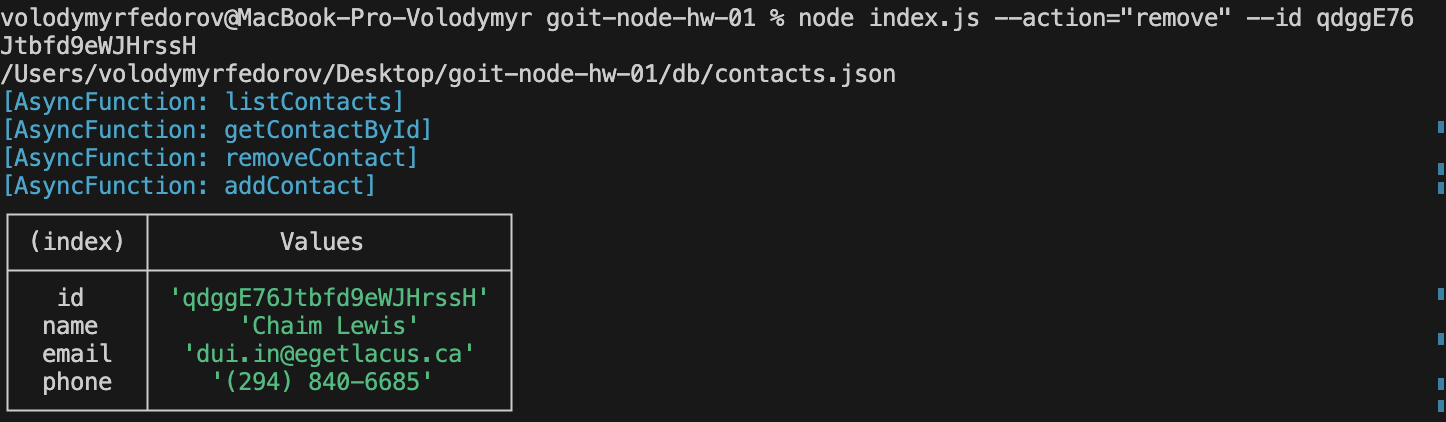 volodymyrfedorov@MacBook-Pro-Volodymyr goit-node-hw-01 % node index.js --action="remove" --id qdggE76
Jtbfd9eWJHrssH
/Users/volodymyrfedorov/Desktop/goit-node-hw-01/db/contacts.json
[AsyncFunction: listContacts]
[AsyncFunction: getContactById]
[AsyncFunction: removeContact]
[AsyncFunction: addContact]
(index) Values
id 'qdggE76Jtbfd9eWJHrssH'
name 'Chaim Lewis'
email 'dui.in@egetlacus.ca'
phone '(294) 840-6685'